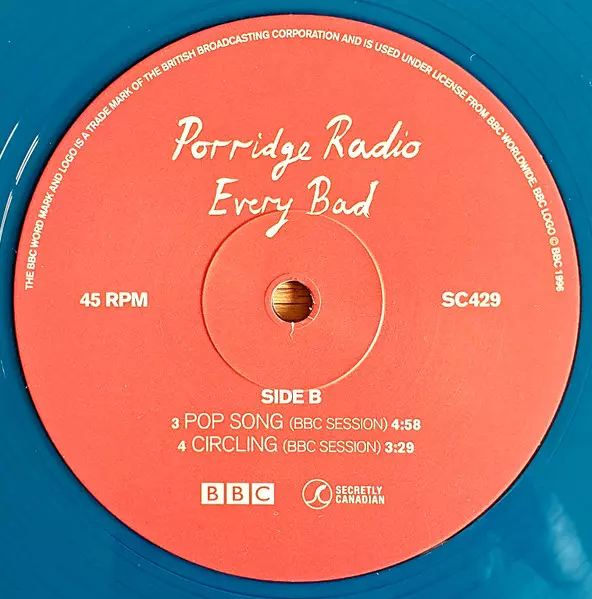 THE BBC WORD MARK AND LOGO IS A TRADE MARK OF THE BRITISH BROADCASTING CORPORATION AND IS USED UNDER LICENSE FROM BBC WORLDWIDE. BBC LOGO © BBC 1996
Porridge Radio
Every Bad
45 RPM
SC429
SIDE B
3 POP SONG (BBC SESSION) 4:58
4 CIRCLING (BBC SESSION) 3:29
BBC
SECRETLY
CANADIAN